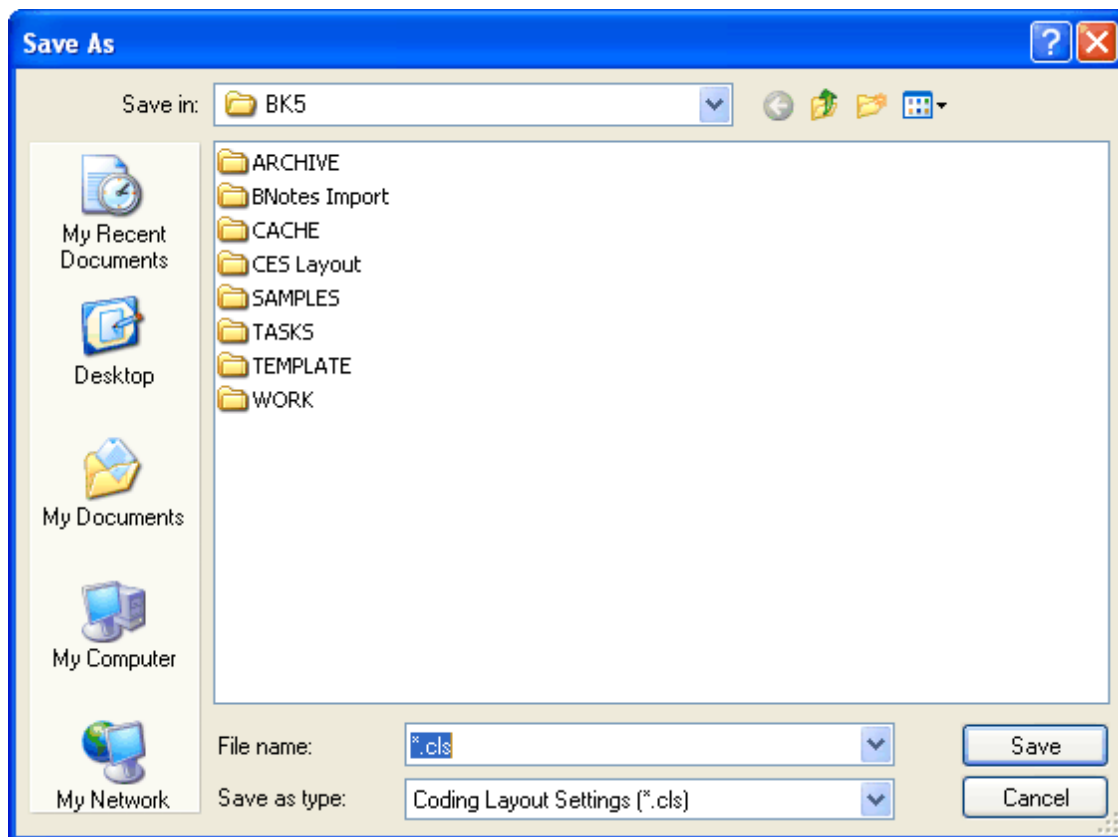 Save As
?
Save in:
BK5
My Recent
Documents
Desktop
My Documents
My Computer
My Network
ARCHIVE
BNotes Import
CACHE
CES Layout
SAMPLES
TASKS
TEMPLATE
WORK
File name:
*.cls
Save
Save as type:
Coding Layout Settings (*.cls)
Cancel